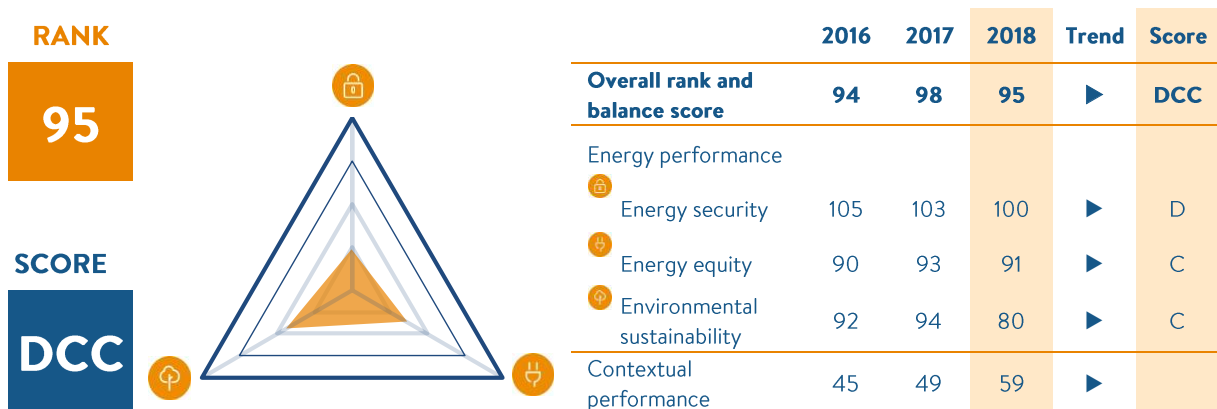 RANK
95
SCORE
DCC
2016 2017 2018 Trend Score
Overall rank and
balance score 94 98 95 DCC
Energy performance
Energy security 105 103 100 D
Energy equity 90 93 91 C
Environmental
sustainability 92 94 80 C
Contextual
performance 45 49 59